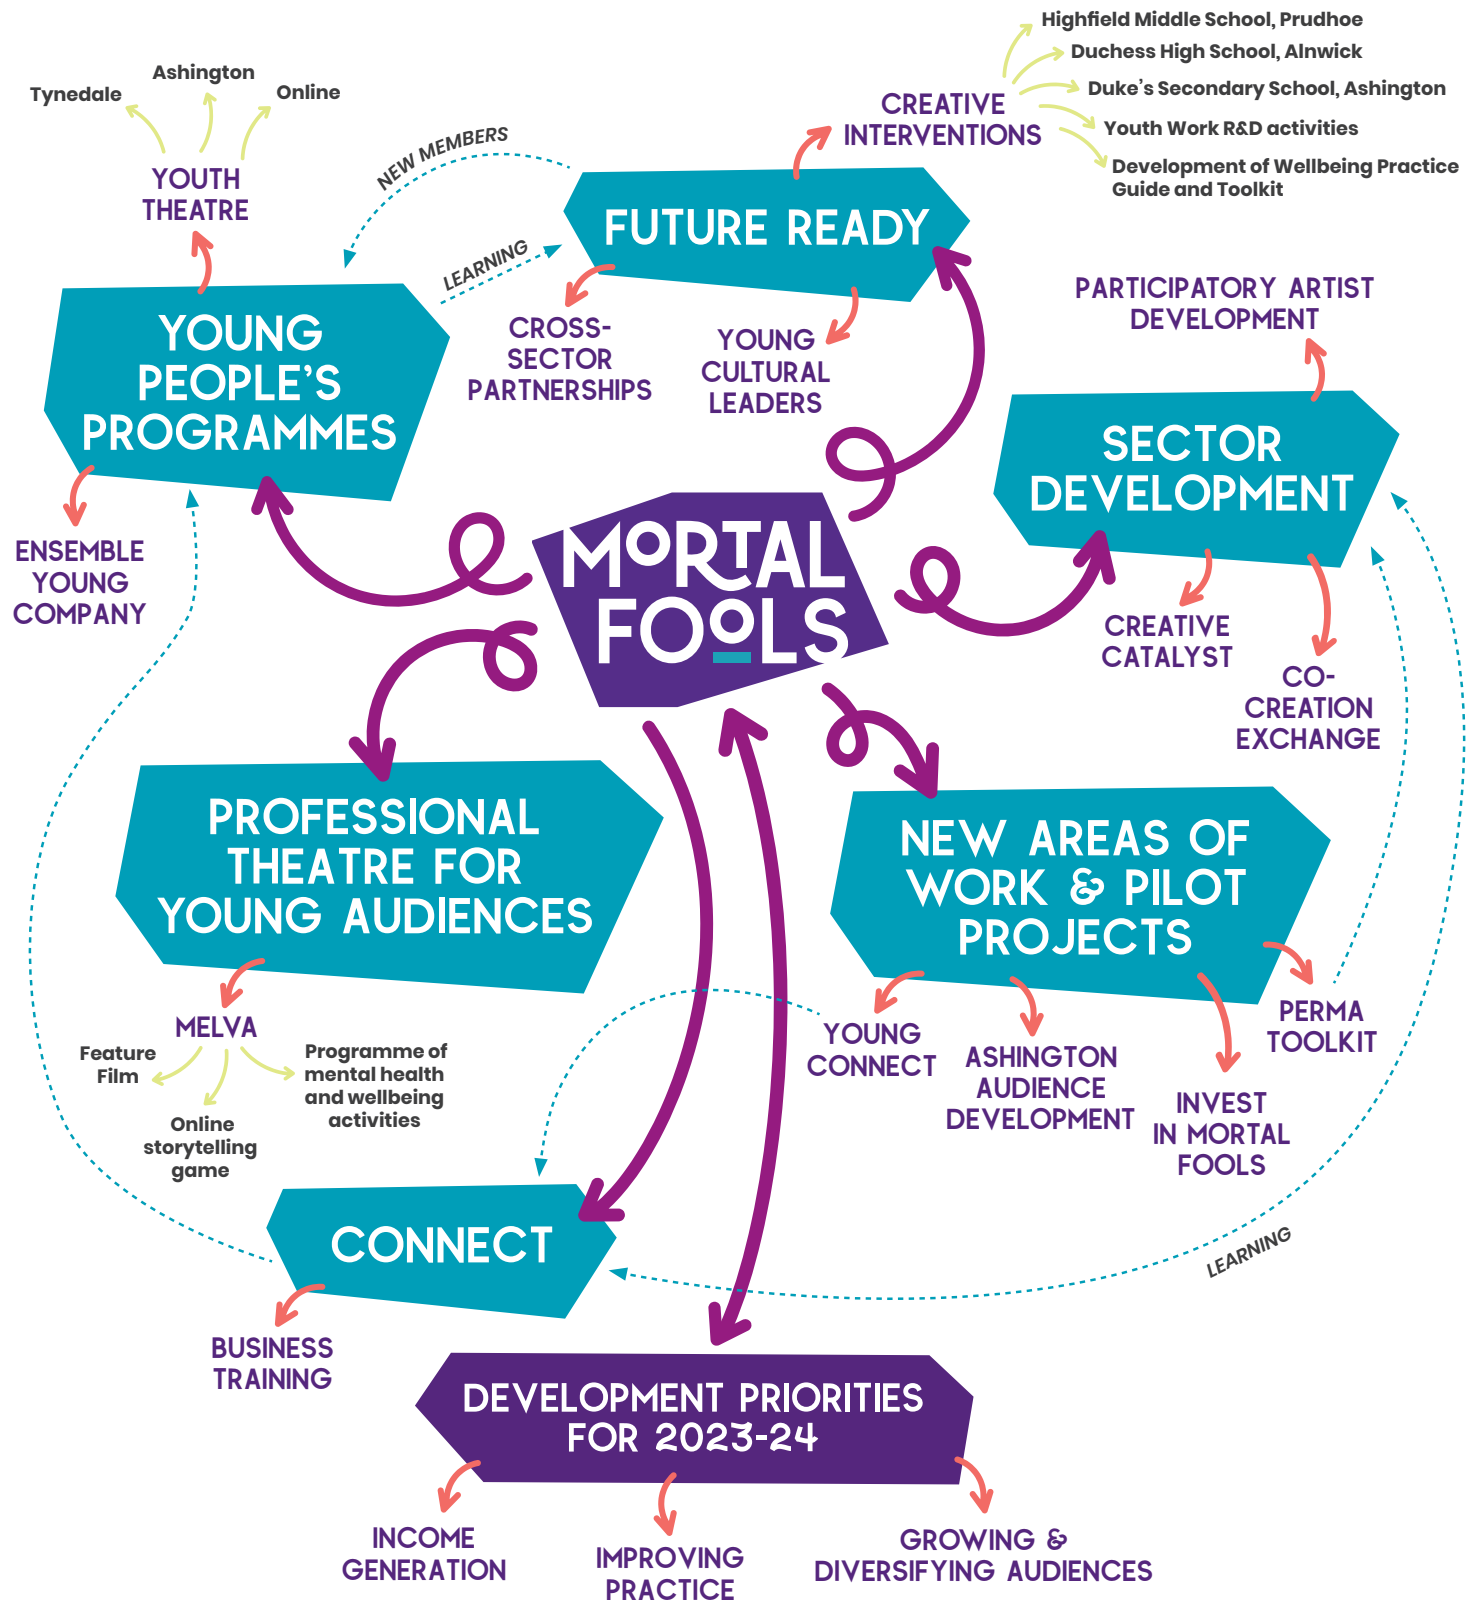 Highfield Middle School, Prudhoe
Duchess High School, Alnwick
Duke's Secondary School, Ashington
Youth Work R&D activities
Development of Wellbeing Practice
Guide and Toolkit
CREATIVE
INTERVENTIONS
Tynedale
Ashington
Online
YOUTH
THEATRE
NEW MEMBERS
LEARNING
FUTURE READY
CROSS-
SECTOR
PARTNERSHIPS
YOUNG
CULTURAL
LEADERS
YOUNG
PEOPLE'S
PROGRAMMES
ENSEMBLE
YOUNG
COMPANY
PARTICIPATORY ARTIST
DEVELOPMENT
SECTOR
DEVELOPMENT
CREATIVE
CATALYST
CO-
CREATION
EXCHANGE
MORTAL
FOOLS
PROFESSIONAL
THEATRE FOR
YOUNG AUDIENCES
MELVA
Feature
Film
Online
storytelling
game
Programme of
mental health
and wellbeing
activities
NEW AREAS OF
WORK & PILOT
PROJECTS
YOUNG
CONNECT
ASHINGTON
AUDIENCE
DEVELOPMENT
INVEST
IN MORTAL
FOOLS
PERMA
TOOLKIT
LEARNING
CONNECT
BUSINESS
TRAINING
DEVELOPMENT PRIORITIES
FOR 2023-24
INCOME
GENERATION
IMPROVING
PRACTICE
GROWING &
DIVERSIFYING AUDIENCES